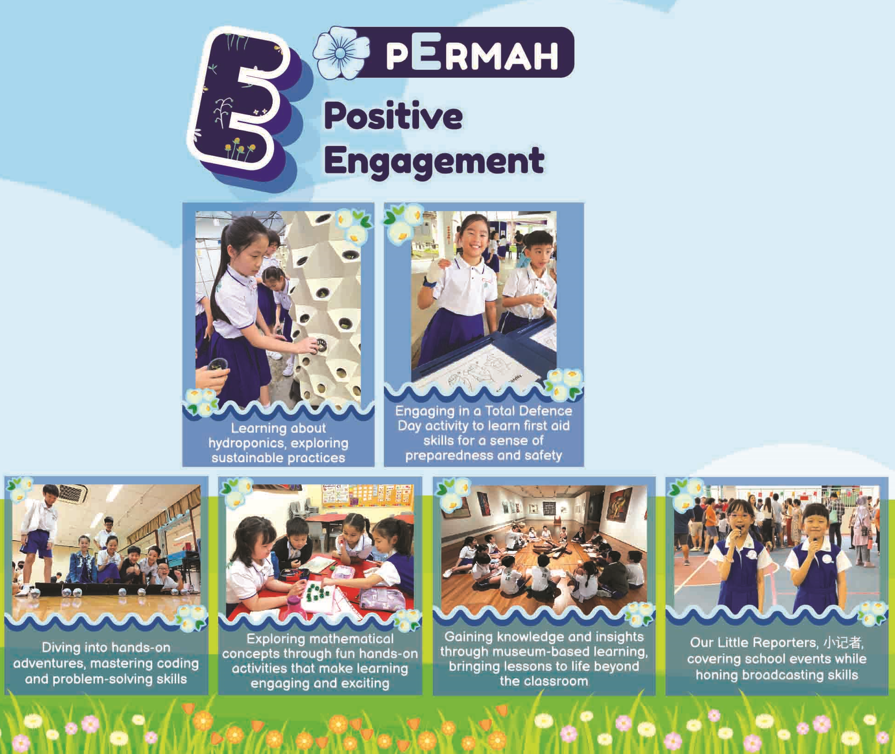 E
PERMAH
Positive
Engagement
Learning about
hydroponics, exploring
sustainable practices
Engaging in a Total Defence
Day activity to learn first aid
skills for a sense of
preparedness and safety
Diving into hands-on
adventures, mastering coding
and problem-solving skills
Exploring mathematical
concepts through fun hands-on
activities that make learning
engaging and exciting
Gaining knowledge and insights
through museum-based learning,
bringing lessons to life beyond
the classroom
Our Little Reporters, 小记者,
covering school events while
honing broadcasting skills